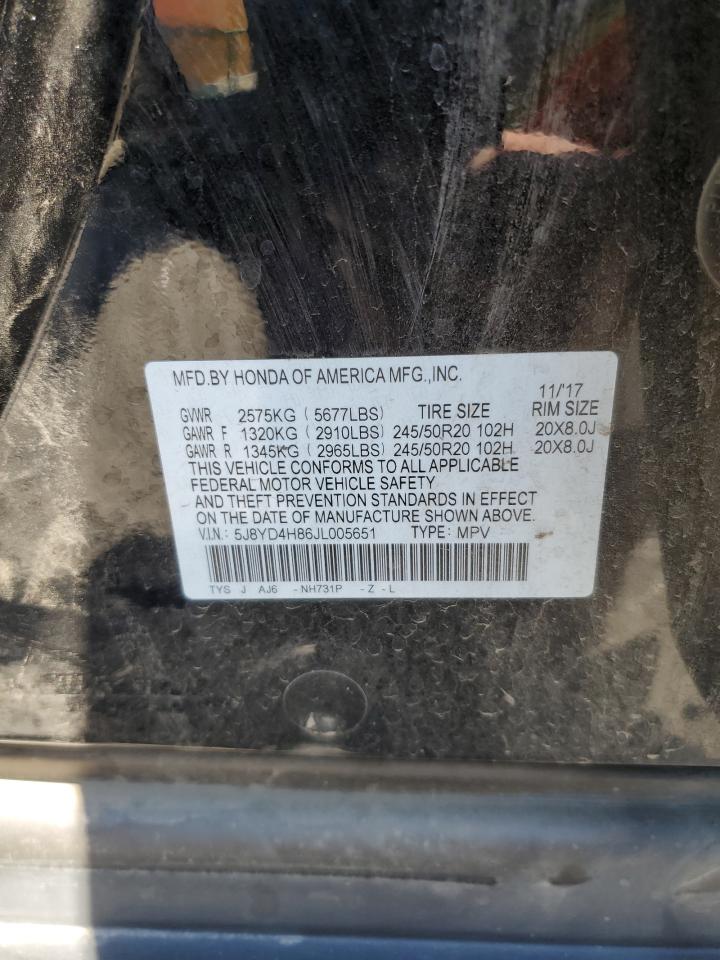 MFD.BY HONDA OF AMERICA MFG.,INC.
11/'17
GVWR 2575KG ( 5677LBS) TIRE SIZE RIM SIZE
GAWR F 1320KG ( 2910LBS) 245/50R20 102H 20X8.0J
GAWR R 1345KG ( 2965LBS) 245/50R20 102H 20X8.0J
THIS VEHICLE CONFORMS TO ALL APPLICABLE
FEDERAL MOTOR VEHICLE SAFETY
AND THEFT PREVENTION STANDARDS IN EFFECT
ON THE DATE OF MANUFACTURE SHOWN ABOVE.
V.I.N.: 5J8YD4H86JL005651 TYPE: MPV
TYS J AJ6 -NH731P -Z -L